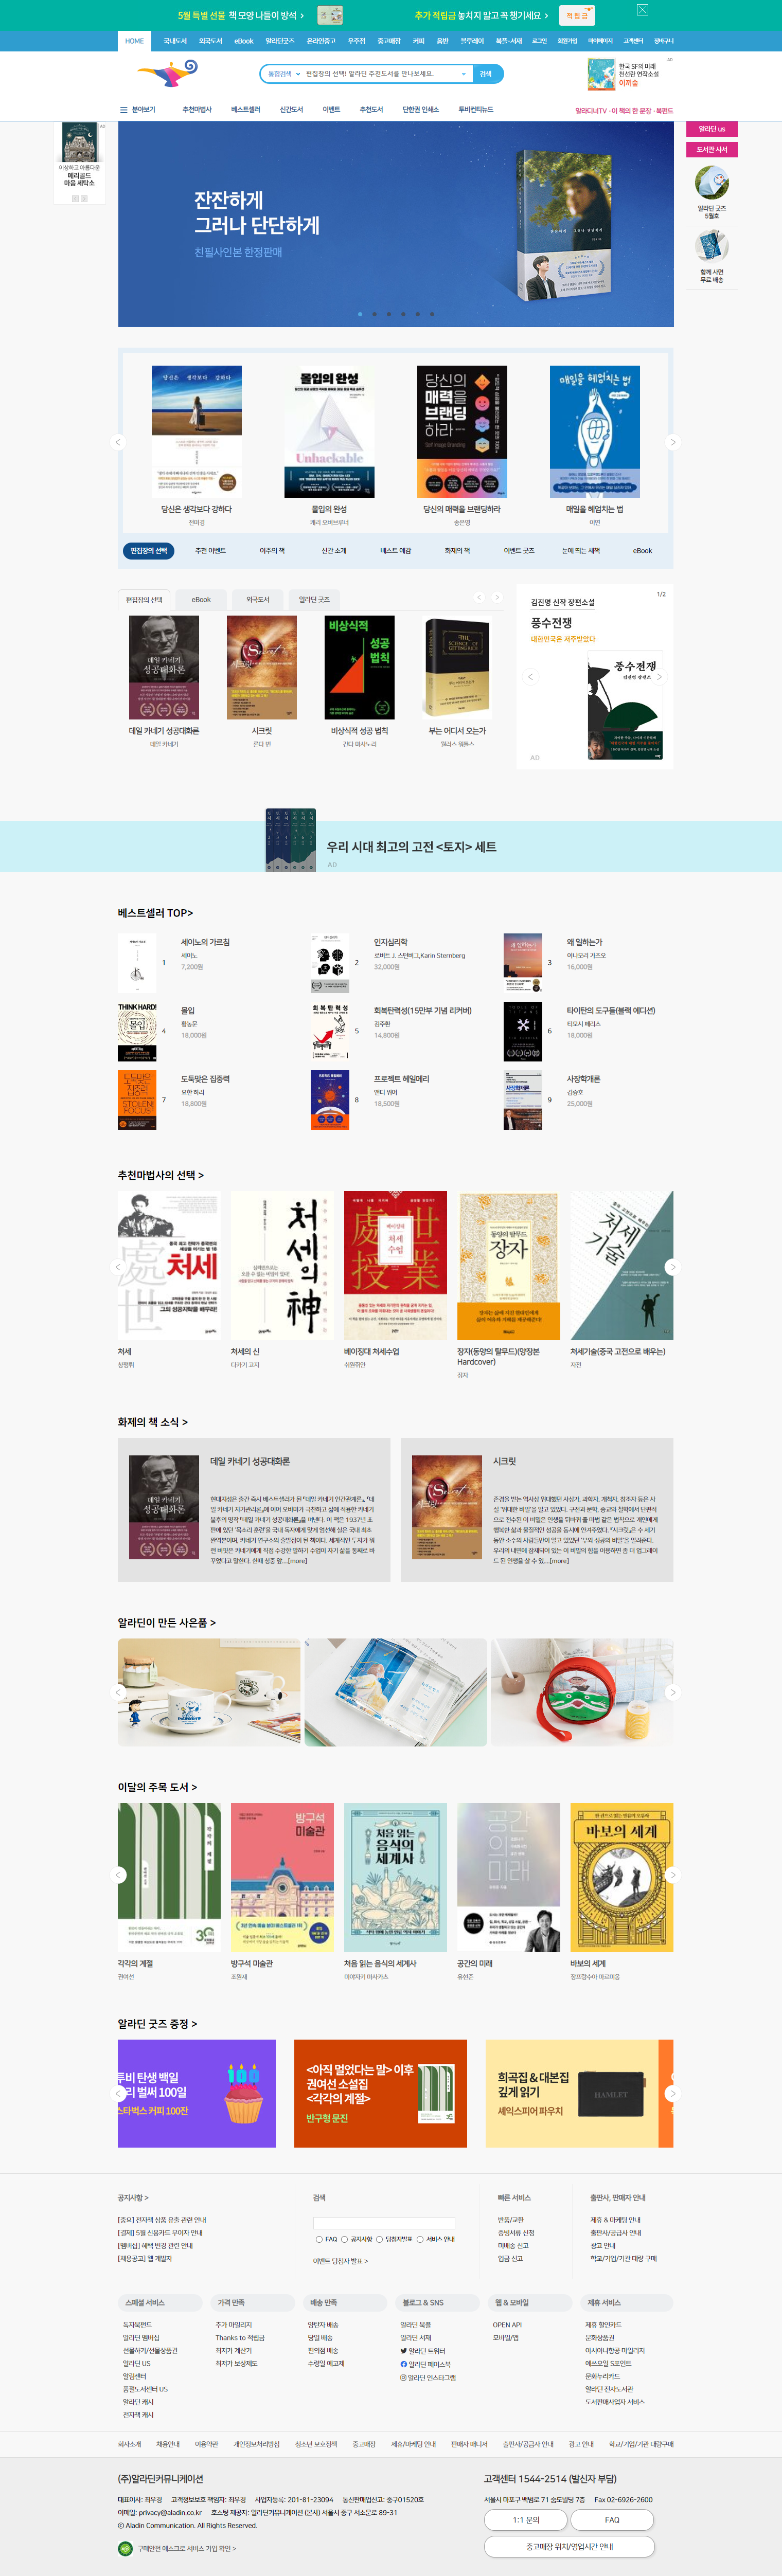 5월 특별 선물 책 모양 나들이 방석 >
추가 적립금 놓치지 말고 꼭 챙기세요 >
적립금
HOME 국내도서 외국도서 eBook 알라딘굿즈 온라인중고 우주점 중고매장 커피 음반 블루레이 북플·서재 로그인 회원가입 마이페이지 고객센터 장바구니
통합검색 편집장의 선택! 알라딘 추천도서를 만나보세요. 검색
한국 SF의 미래
천선란 연작소설
이끼숲
AD
분야보기 추천마법사 베스트셀러 신간도서 이벤트 추천도서 단한권 인쇄소 투비컨티뉴드
알라디너TV · 이 책의 한 문장 · 북펀드
AD
이상하고 아름다운
메리골드
마음 세탁소
잔잔하게
그러나 단단하게
친필사인본 한정판매
알라딘 us
도서관 사서
알라딘 굿즈
5월호
함께 사면
무료 배송
당신은 생각보다 강하다
전미경
몰입의 완성
Unhackable
캐리 오버브루너
당신의 매력을 브랜딩하라
송은영
매일을 헤엄치는 법
이연
편집장의 선택 추천 이벤트 이주의 책 신간 소개 베스트 예감 화제의 책 이벤트 굿즈 눈에 띄는 새책 eBook
편집장의 선택 eBook 외국도서 알라딘 굿즈
데일 카네기 성공대화론
데일 카네기
시크릿
론다 번
비상식적 성공 법칙
간다 마사노리
부는 어디서 오는가
월러스 워틀스
1/2
김진명 신작 장편소설
풍수전쟁
대한민국은 저주받았다
AD
우리 시대 최고의 고전 <토지> 세트
AD
베스트셀러 TOP>
1 세이노의 가르침
세이노
7,200원
2 인지심리학
로버트 J. 스턴버그,Karin Sternberg
32,000원
3 왜 일하는가
이나모리 가즈오
16,000원
4 몰입
황농문
18,000원
5 회복탄력성(15만부 기념 리커버)
김주환
14,800원
6 타이탄의 도구들(블랙 에디션)
티모시 페리스
18,000원
7 도둑맞은 집중력
요한 하리
18,800원
8 프로젝트 헤일메리
앤디 위어
18,500원
9 사장학개론
김승호
25,000원
추천마법사의 선택 >
처세
청펑위
처세의 신
다카기 고지
베이징대 처세수업
쉬원쥐안
장자(동양의 탈무드)(양장본
Hardcover)
장자
처세기술(중국 고전으로 배우는)
자전
화제의 책 소식 >
데일 카네기 성공대화론
시크릿
알라딘이 만든 사은품 >
이달의 주목 도서 >
각각의 계절
권여선
방구석 미술관
조원재
처음 읽는 음식의 세계사
미야자키 마사카츠
공간의 미래
유현준
바보의 세계
장프랑수아 마르미옹
알라딘 굿즈 증정 >
투비 탄생 백일
벌써 100일
스타벅스 커피 100잔
<아직 멀었다는 말> 이후
권여선 소설집
<각각의 계절>
반구형 문진
희곡집 & 대본집
깊게 읽기
셰익스피어 파우치
HAMLET
공지사항 >
[중요] 전자책 상품 유출 관련 안내
[결제] 5월 신용카드 무이자 안내
[멤버십] 혜택 변경 관련 안내
[채용공고] 웹 개발자
검색
FAQ 공지사항 당첨자발표 서비스 안내
이벤트 당첨자 발표 >
빠른 서비스
반품/교환
증빙서류 신청
미배송 신고
입금 신고
출판사, 판매자 안내
제휴 & 마케팅 안내
출판사/공급사 안내
광고 안내
학교/기업/기관 대량 구매
스페셜 서비스
독자북펀드
알라딘 멤버십
선물하기/선물상품권
알라딘 US
알림센터
품절도서센터 US
알라딘 캐시
전자책 캐시
가격 만족
추가 마일리지
Thanks to 적립금
최저가 계산기
최저가 보상제도
배송 만족
양탄자 배송
당일 배송
편의점 배송
수령일 예고제
블로그 & SNS
알라딘 북플
알라딘 서재
알라딘 트위터
알라딘 페이스북
알라딘 인스타그램
웹 & 모바일
OPEN API
모바일/앱
제휴 서비스
제휴 할인카드
문화상품권
아시아나항공 마일리지
에쓰오일 S포인트
문화누리카드
알라딘 전자도서관
도서판매사업자 서비스
회사소개 채용안내 이용약관 개인정보처리방침 청소년 보호정책 중고매장 제휴/마케팅 안내 판매자 매니저 출판사/공급사 안내 광고 안내 학교/기업/기관 대량구매
(주)알라딘커뮤니케이션
대표이사: 최우경 고객정보보호 책임자: 최우경 사업자등록: 201-81-23094 통신판매업신고: 중구01520호
이메일: privacy@aladin.co.kr 호스팅 제공자: 알라딘커뮤니케이션 (본사) 서울시 중구 서소문로 89-31
ⓒ Aladin Communication. All Rights Reserved.
구매안전 에스크로 서비스 가입 확인 >
고객센터 1544-2514 (발신자 부담)
서울시 마포구 백범로 71 숨도빌딩 7층 Fax 02-6926-2600
1:1 문의 FAQ
중고매장 위치/영업시간 안내